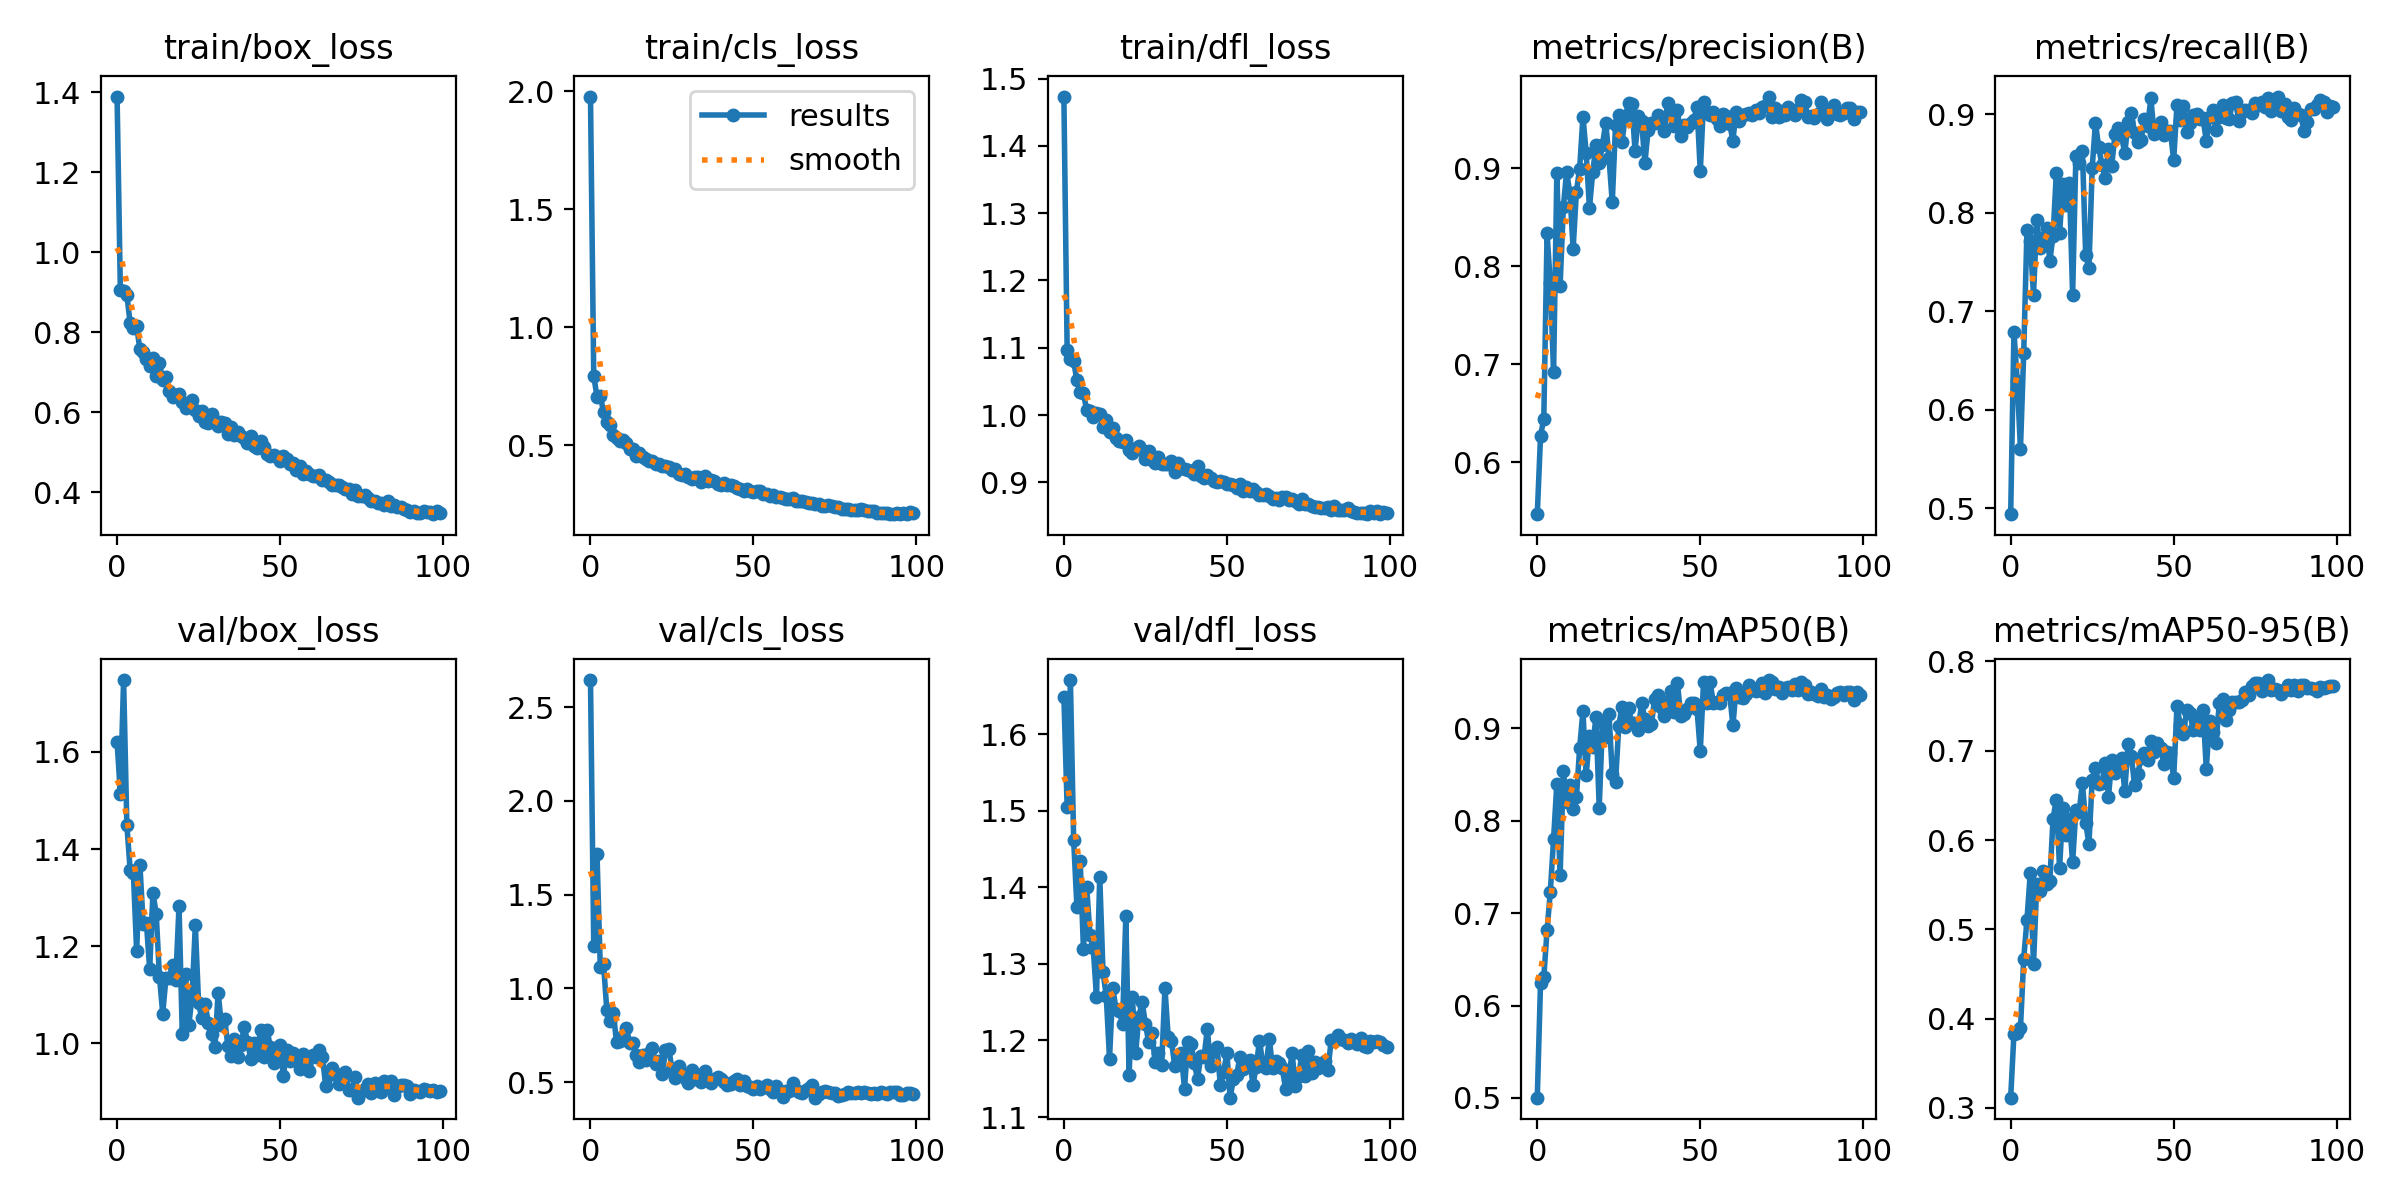 train/box_loss
1.4
1.2
1.0
0.8
0.6
0.4
0 50 100
train/cls_loss
results
smooth
2.0
1.5
1.0
0.5
0 50 100
train/dfl_loss
1.5
1.4
1.3
1.2
1.1
1.0
0.9
0 50 100
metrics/precision(B)
0.9
0.8
0.7
0.6
0 50 100
metrics/recall(B)
0.9
0.8
0.7
0.6
0.5
0 50 100
val/box_loss
1.6
1.4
1.2
1.0
0 50 100
val/cls_loss
2.5
2.0
1.5
1.0
0.5
0 50 100
val/dfl_loss
1.6
1.5
1.4
1.3
1.2
1.1
0 50 100
metrics/mAP50(B)
0.9
0.8
0.7
0.6
0.5
0 50 100
metrics/mAP50-95(B)
0.8
0.7
0.6
0.5
0.4
0.3
0 50 100